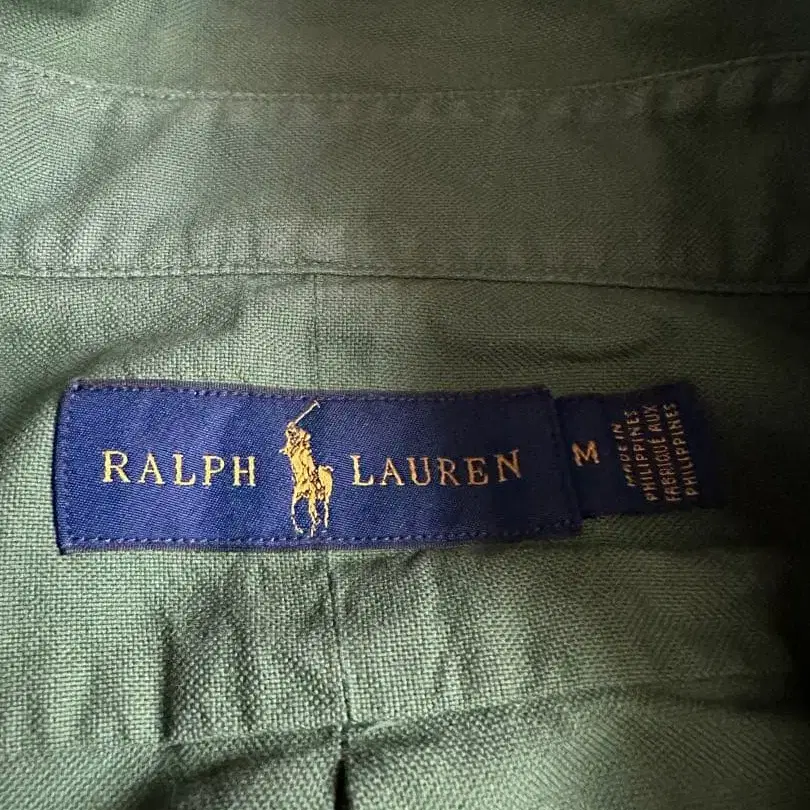 RALPH LAUREN
M
MADE IN
PHILIPPINES
FABRIQUÉ AUX
PHILIPPINES